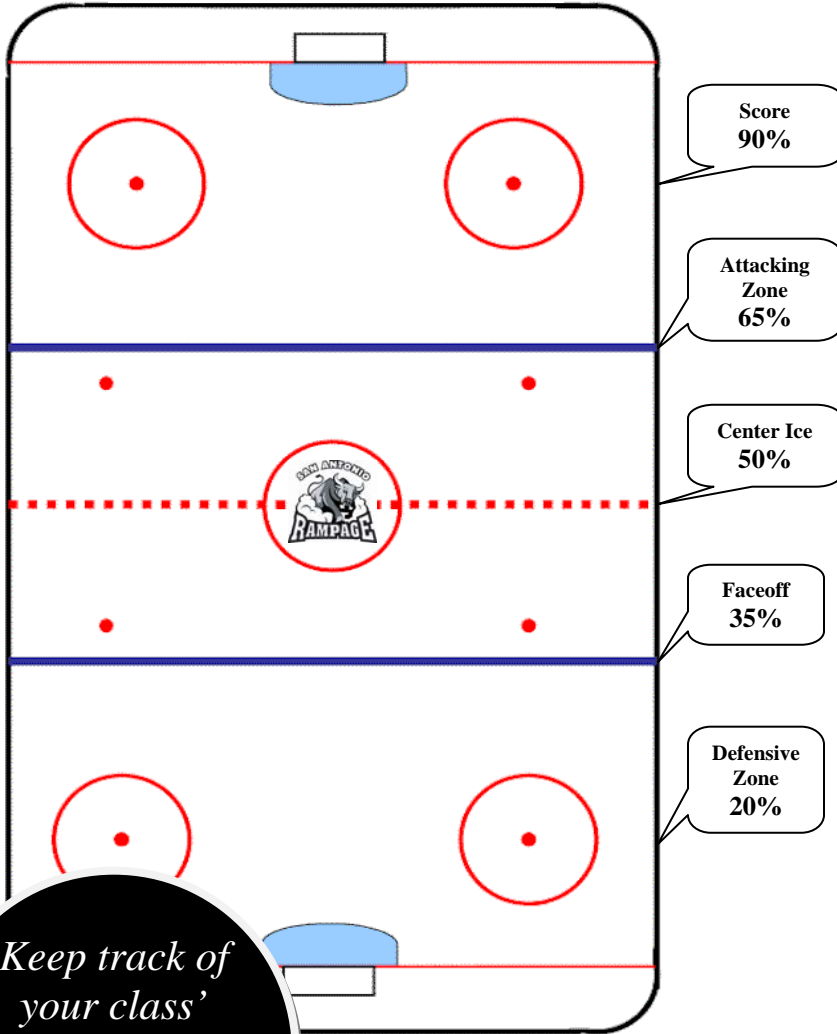 Score
90%
Attacking
Zone
65%
SAN ANTONIO
RAMPAGE
Center Ice
50%
Faceoff
35%
Defensive
Zone
20%
Keep track of
your class’